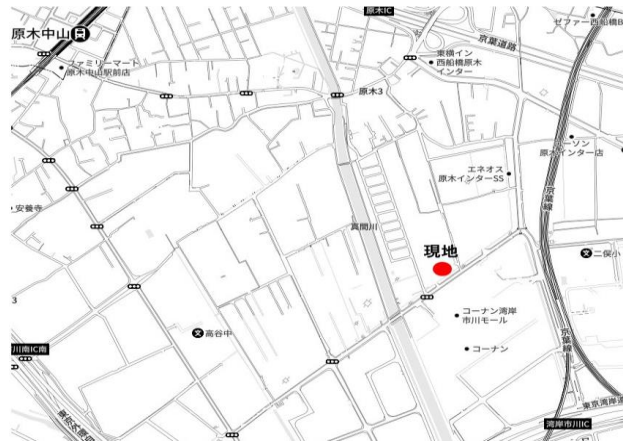 原木IC
原木中山
ゼファー西船橋B
京葉道路
ファミリーマート
原木中山駅前店
東横イン
西船橋原木
インター
原木3
ーソン
原木インター店
エネオス
原木インターSS
京葉線
安養寺
真間川
現地
二俣小
3
コーナン湾岸
市川モール
高谷中
川南IC南
コーナン
京葉線
東京湾岸道
湾岸市川IC